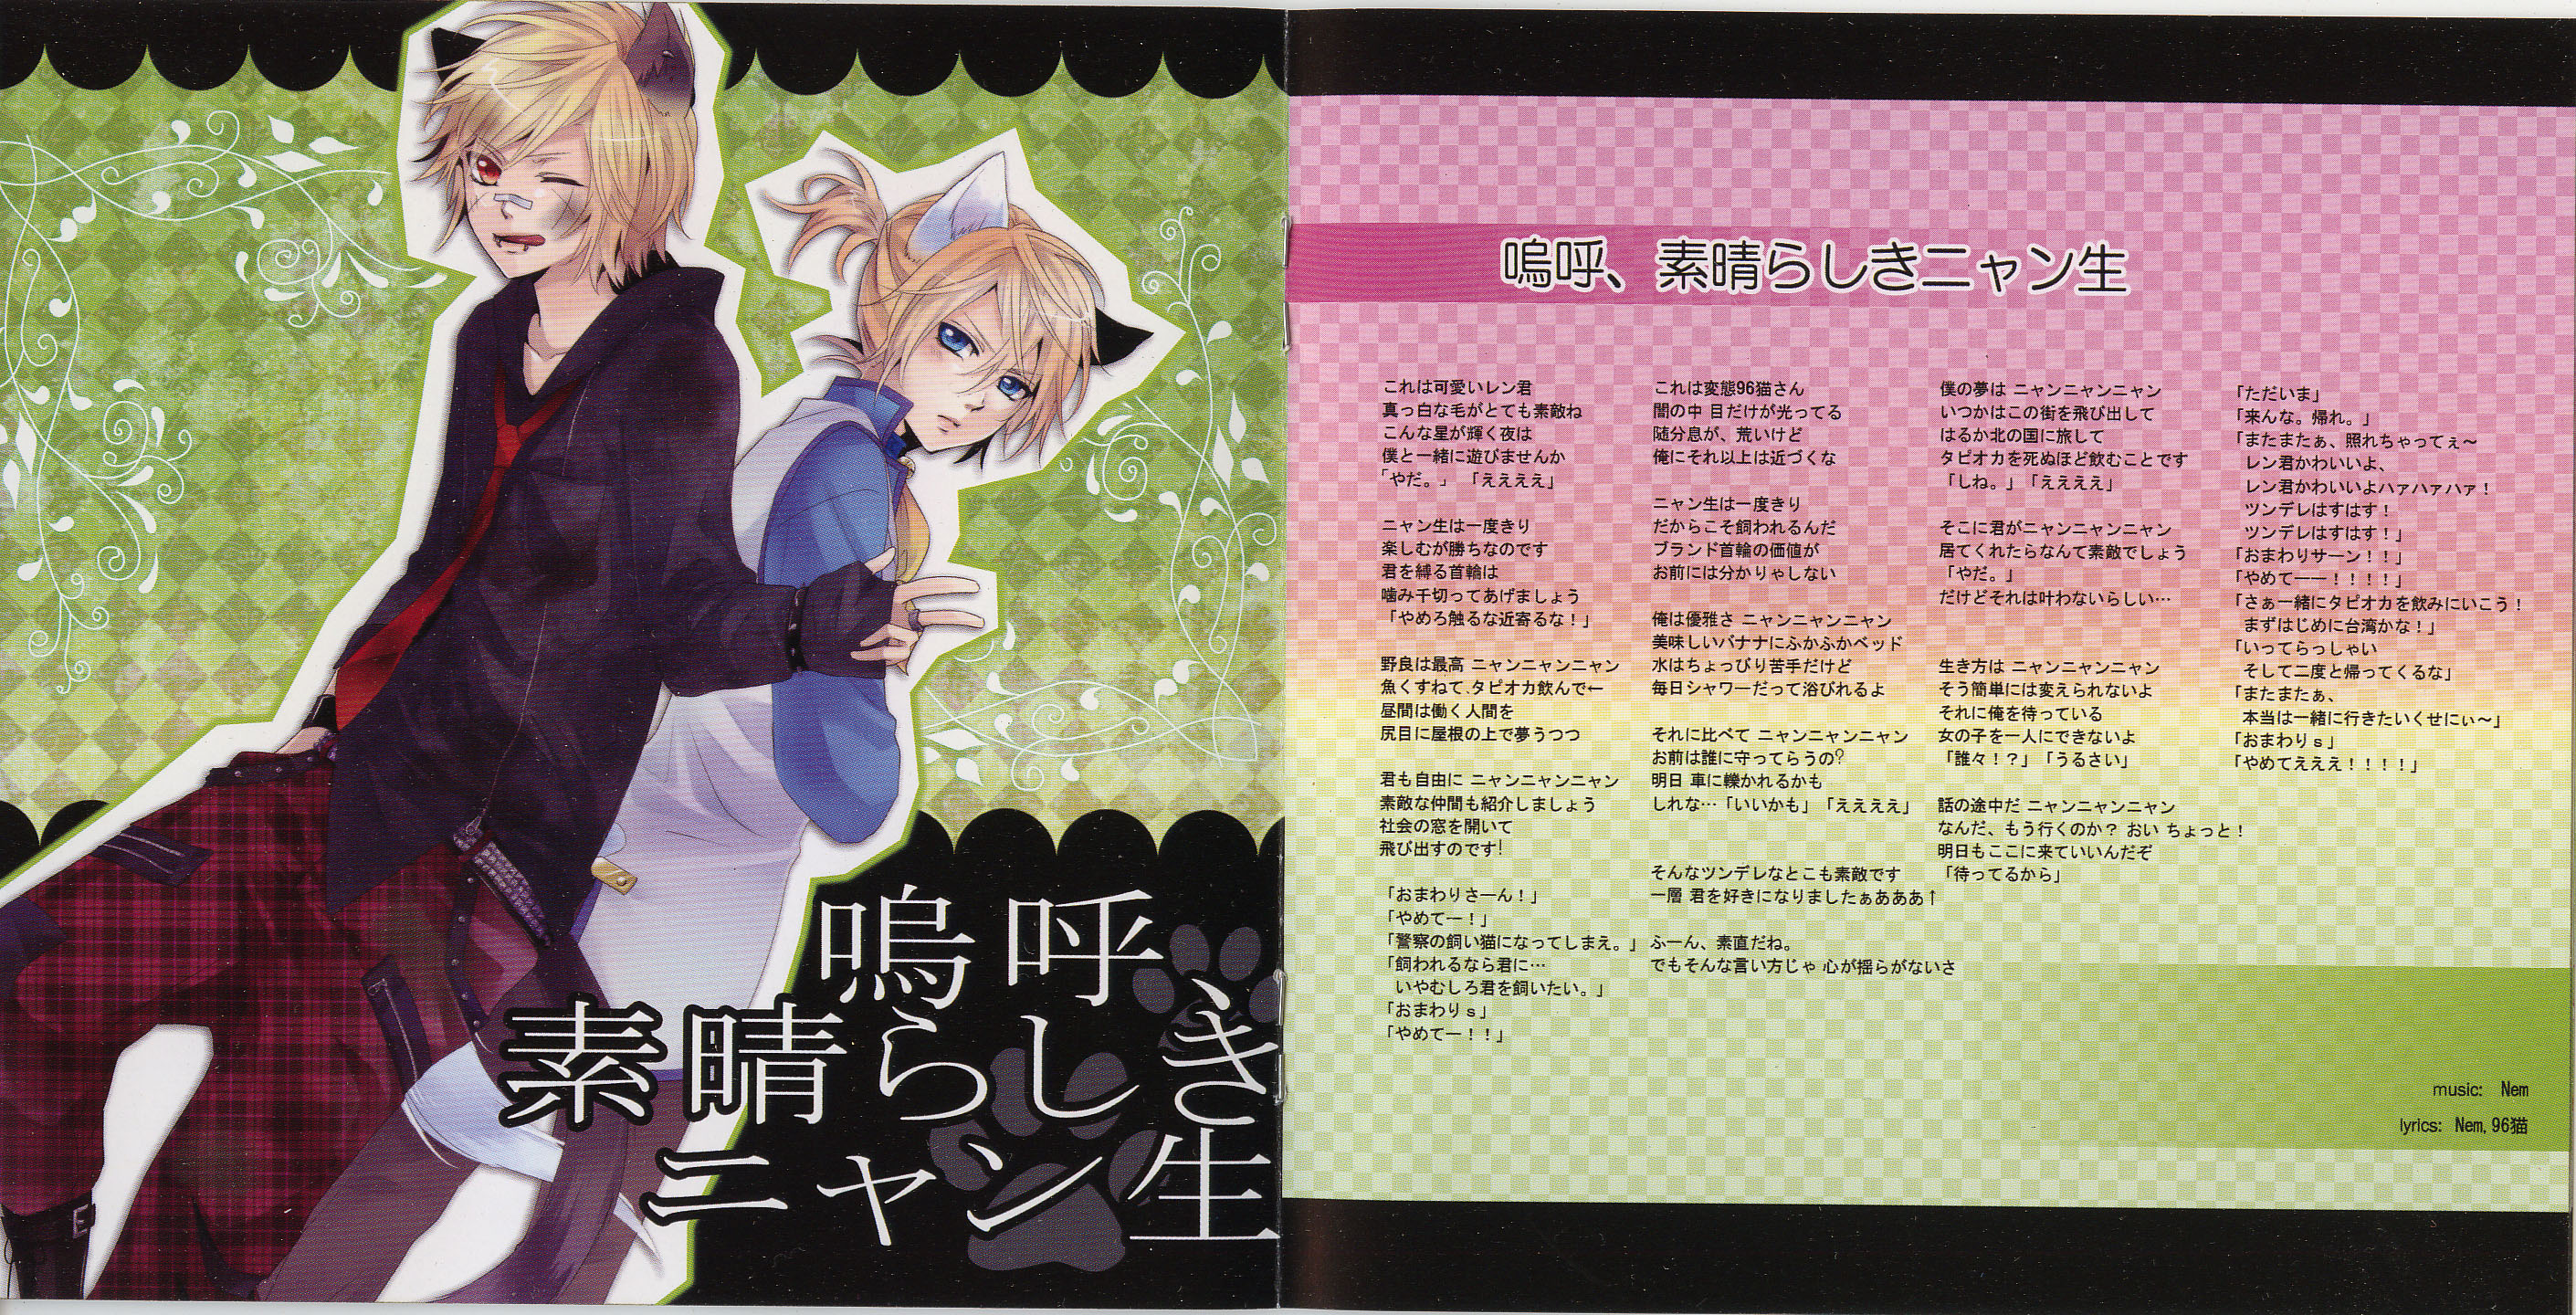 嗚呼
素晴らしき
ニャン生
嗚呼、素晴らしきニャン生
これは可愛いレン君
真っ白な毛がとても素敵ね
こんな星が輝く夜は
僕と一緒に遊びませんか
「やだ。」「ええええ」
ニャン生は一度きり
楽しむが勝ちなのです
君を縛る首輪は
噛み千切ってあげましょう
「やめろ触るな近寄るな！」
野良は最高 ニャンニャンニャン
魚くすねて、タピオカ飲んで←
昼間は働く人間を
尻目に屋根の上で夢うつつ
君も自由に ニャンニャンニャン
素敵な仲間も紹介しましょう
社会の窓を開いて
飛び出すのです!
「おまわりさーん！」
「やめてー！」
「警察の飼い猫になってしまえ。」
「飼われるなら君に…
いやむしろ君を飼いたい。」
「おまわりｓ」
「やめてー！！」
これは変態96猫さん
闇の中 目だけが光ってる
随分息が、荒いけど
俺にそれ以上は近づくな
ニャン生は一度きり
だからこそ飼われるんだ
ブランド首輪の価値が
お前には分かりゃしない
俺は優雅さ ニャンニャンニャン
美味しいバナナにふかふかベッド
水はちょっぴり苦手だけど
毎日シャワーだって浴びれるよ
それに比べて ニャンニャンニャン
お前は誰に守ってらうの?
明日 車に轢かれるかも
しれな…「いいかも」「ええええ」
そんなツンデレなとこも素敵です
一層 君を好きになりましたぁあああ↑
ふーん、素直だね。
でもそんな言い方じゃ 心が揺らがないさ
僕の夢は ニャンニャンニャン
いつかはこの街を飛び出して
はるか北の国に旅して
タピオカを死ぬほど飲むことです
「しね。」「ええええ」
そこに君がニャンニャンニャン
居てくれたらなんて素敵でしょう
「やだ。」
だけどそれは叶わないらしい…
生き方は ニャンニャンニャン
そう簡単には変えられないよ
それに俺を待っている
女の子を一人にできないよ
「誰々！？」「うるさい」
話の途中だ ニャンニャンニャン
なんだ、もう行くのか？ おい ちょっと！
明日もここに来ていいんだぞ
「待ってるから」
「ただいま」
「来んな。帰れ。」
「またまたぁ、照れちゃってぇ～
レン君かわいいよ、
レン君かわいいよハァハァハァ！
ツンデレはすはす！
ツンデレはすはす！」
「おまわりサーン！！」
「やめてーー！！！！」
「さぁ一緒にタピオカを飲みにいこう！
まずはじめに台湾かな！」
「いってらっしゃい
そして二度と帰ってくるな」
「またまたぁ、
本当は一緒に行きたいくせにぃ～」
「おまわりｓ」
「やめてえええ！！！！」
music: Nem
lyrics: Nem, 96猫